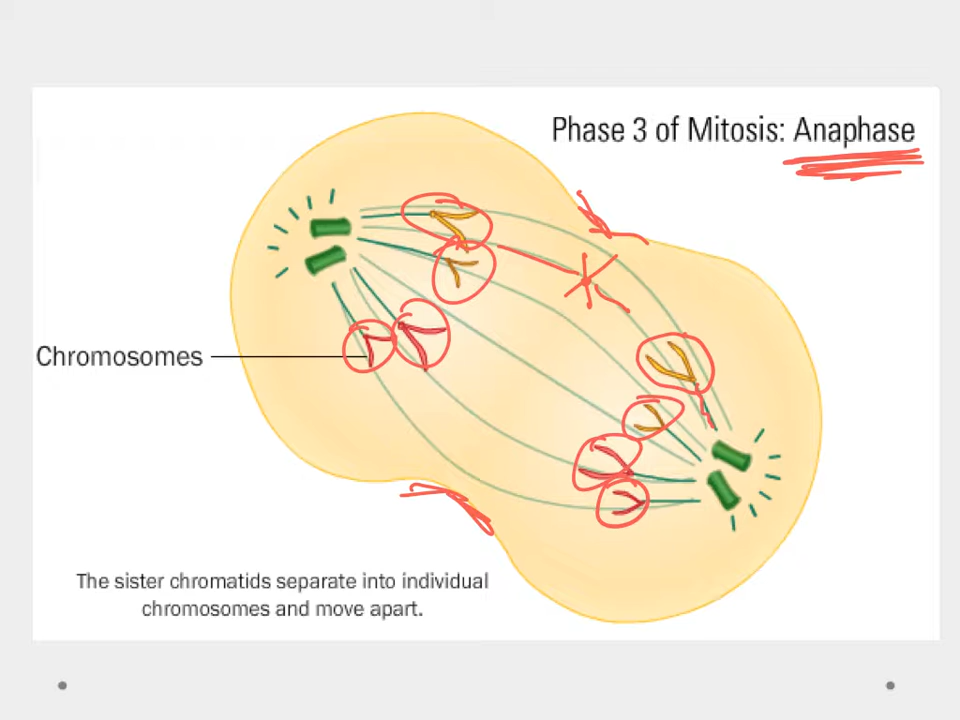 Phase 3 of Mitosis: Anaphase
Chromosomes
The sister chromatids separate into individual
chromosomes and move apart.